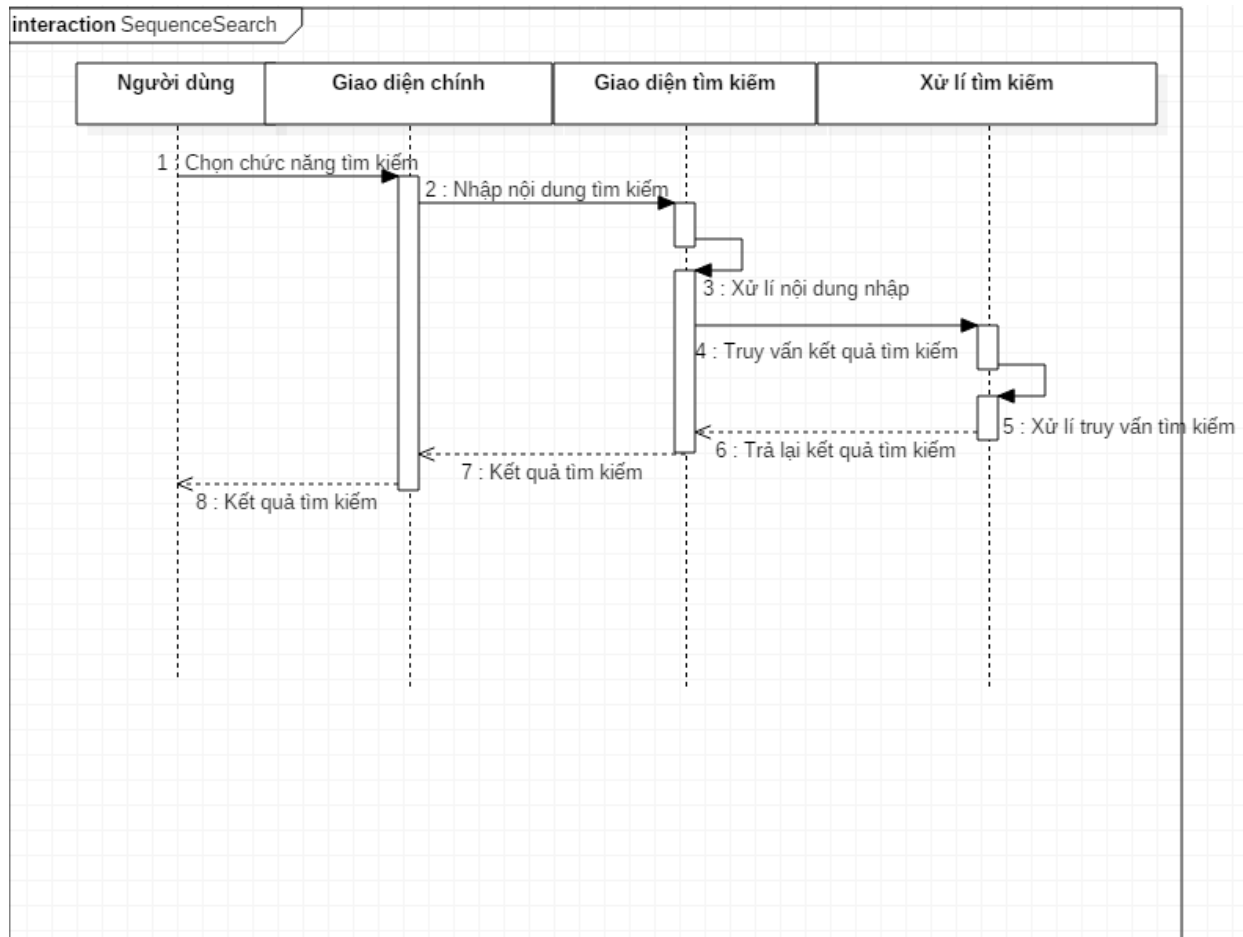 interaction SequenceSearch
Người dùng
Giao diện chính
Giao diện tìm kiếm
Xử lí tìm kiếm
1 : Chọn chức năng tìm kiếm
2 : Nhập nội dung tìm kiếm
3 : Xử lí nội dung nhập
4 : Truy vấn kết quả tìm kiếm
5 : Xử lí truy vấn tìm kiếm
6 : Trả lại kết quả tìm kiếm
7 : Kết quả tìm kiếm
8 : Kết quả tìm kiếm